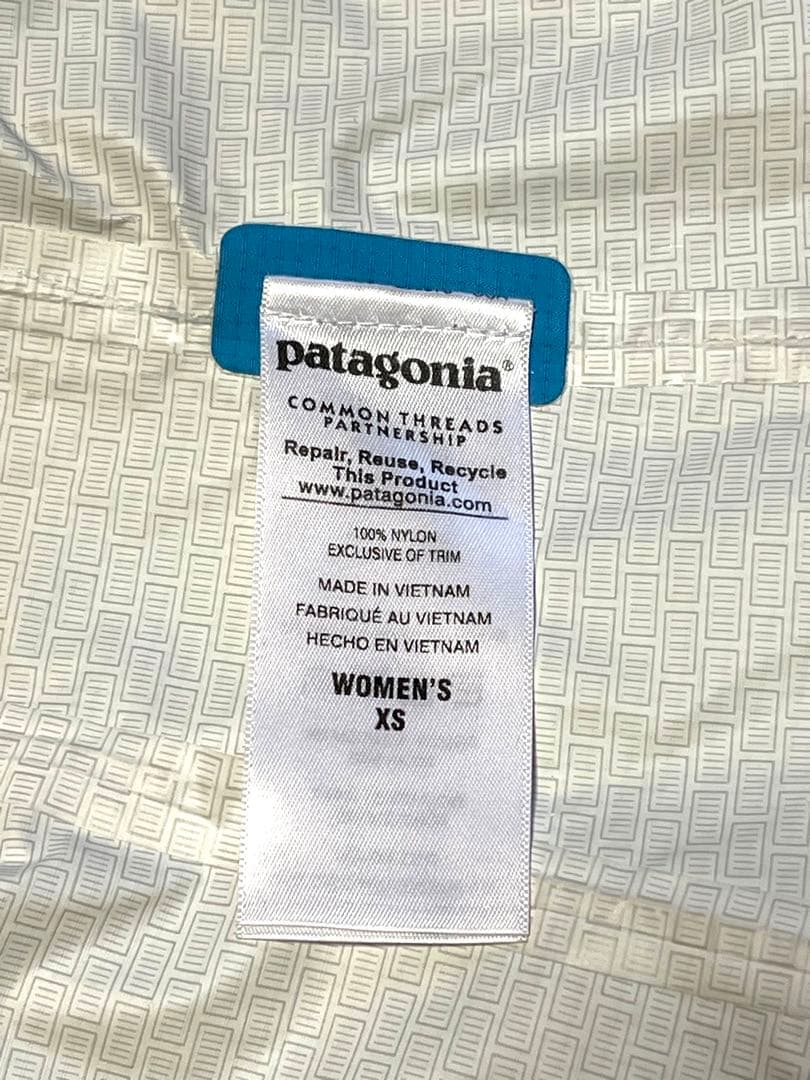 patagonia®
COMMON THREADS
PARTNERSHIP
Repair, Reuse, Recycle
This Product
www.patagonia.com
100% NYLON
EXCLUSIVE OF TRIM
MADE IN VIETNAM
FABRIQUÉ AU VIETNAM
HECHO EN VIETNAM
WOMEN'S
XS